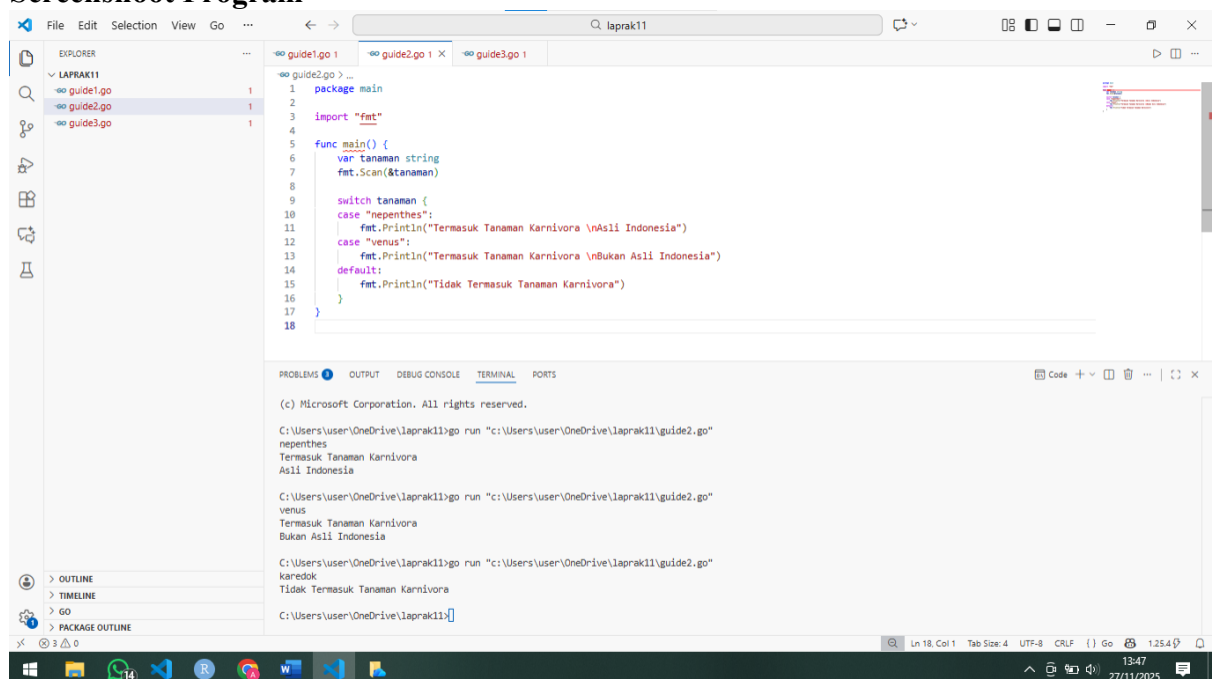 Screenshoot Program
File Edit Selection View Go ...
laprak11
EXPLORER ...
LAPRAK11
guide1.go 1
guide2.go 1
guide3.go 1
OUTLINE
TIMELINE
GO
PACKAGE OUTLINE
guide1.go 1 guide2.go 1 guide3.go 1
guide2.go > ...
1 package main
2
3 import "fmt"
4
5 func main() {
6 var tanaman string
7 fmt.Scan(&tanaman)
8
9 switch tanaman {
10 case "nepenthes":
11 fmt.Println("Termasuk Tanaman Karnivora \nAsli Indonesia")
12 case "venus":
13 fmt.Println("Termasuk Tanaman Karnivora \nBukan Asli Indonesia")
14 default:
15 fmt.Println("Tidak Termasuk Tanaman Karnivora")
16 }
17 }
18
PROBLEMS 3 OUTPUT DEBUG CONSOLE TERMINAL PORTS Code
(c) Microsoft Corporation. All rights reserved.
C:\Users\user\OneDrive\laprak11>go run "c:\Users\user\OneDrive\laprak11\guide2.go"
nepenthes
Termasuk Tanaman Karnivora
Asli Indonesia
C:\Users\user\OneDrive\laprak11>go run "c:\Users\user\OneDrive\laprak11\guide2.go"
venus
Termasuk Tanaman Karnivora
Bukan Asli Indonesia
C:\Users\user\OneDrive\laprak11>go run "c:\Users\user\OneDrive\laprak11\guide2.go"
karedok
Tidak Termasuk Tanaman Karnivora
C:\Users\user\OneDrive\laprak11>
3 0 Ln 18, Col 1 Tab Size: 4 UTF-8 CRLF {} Go 1.25.4
14
13:47
27/11/2025